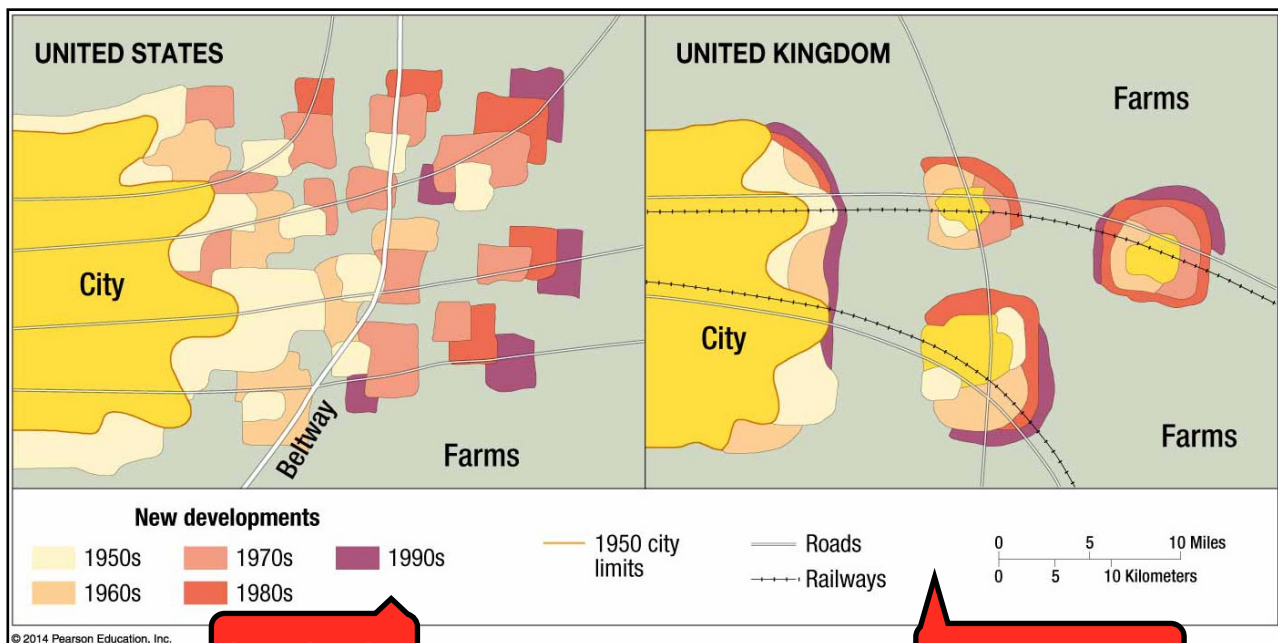 UNITED STATES
City
Beltway
Farms
UNITED KINGDOM
Farms
City
Farms
New developments
1950s
1960s
1970s
1980s
1990s
1950 city
limits
Roads
Railways
0 5 10 Miles
0 5 10 Kilometers
© 2014 Pearson Education, Inc.